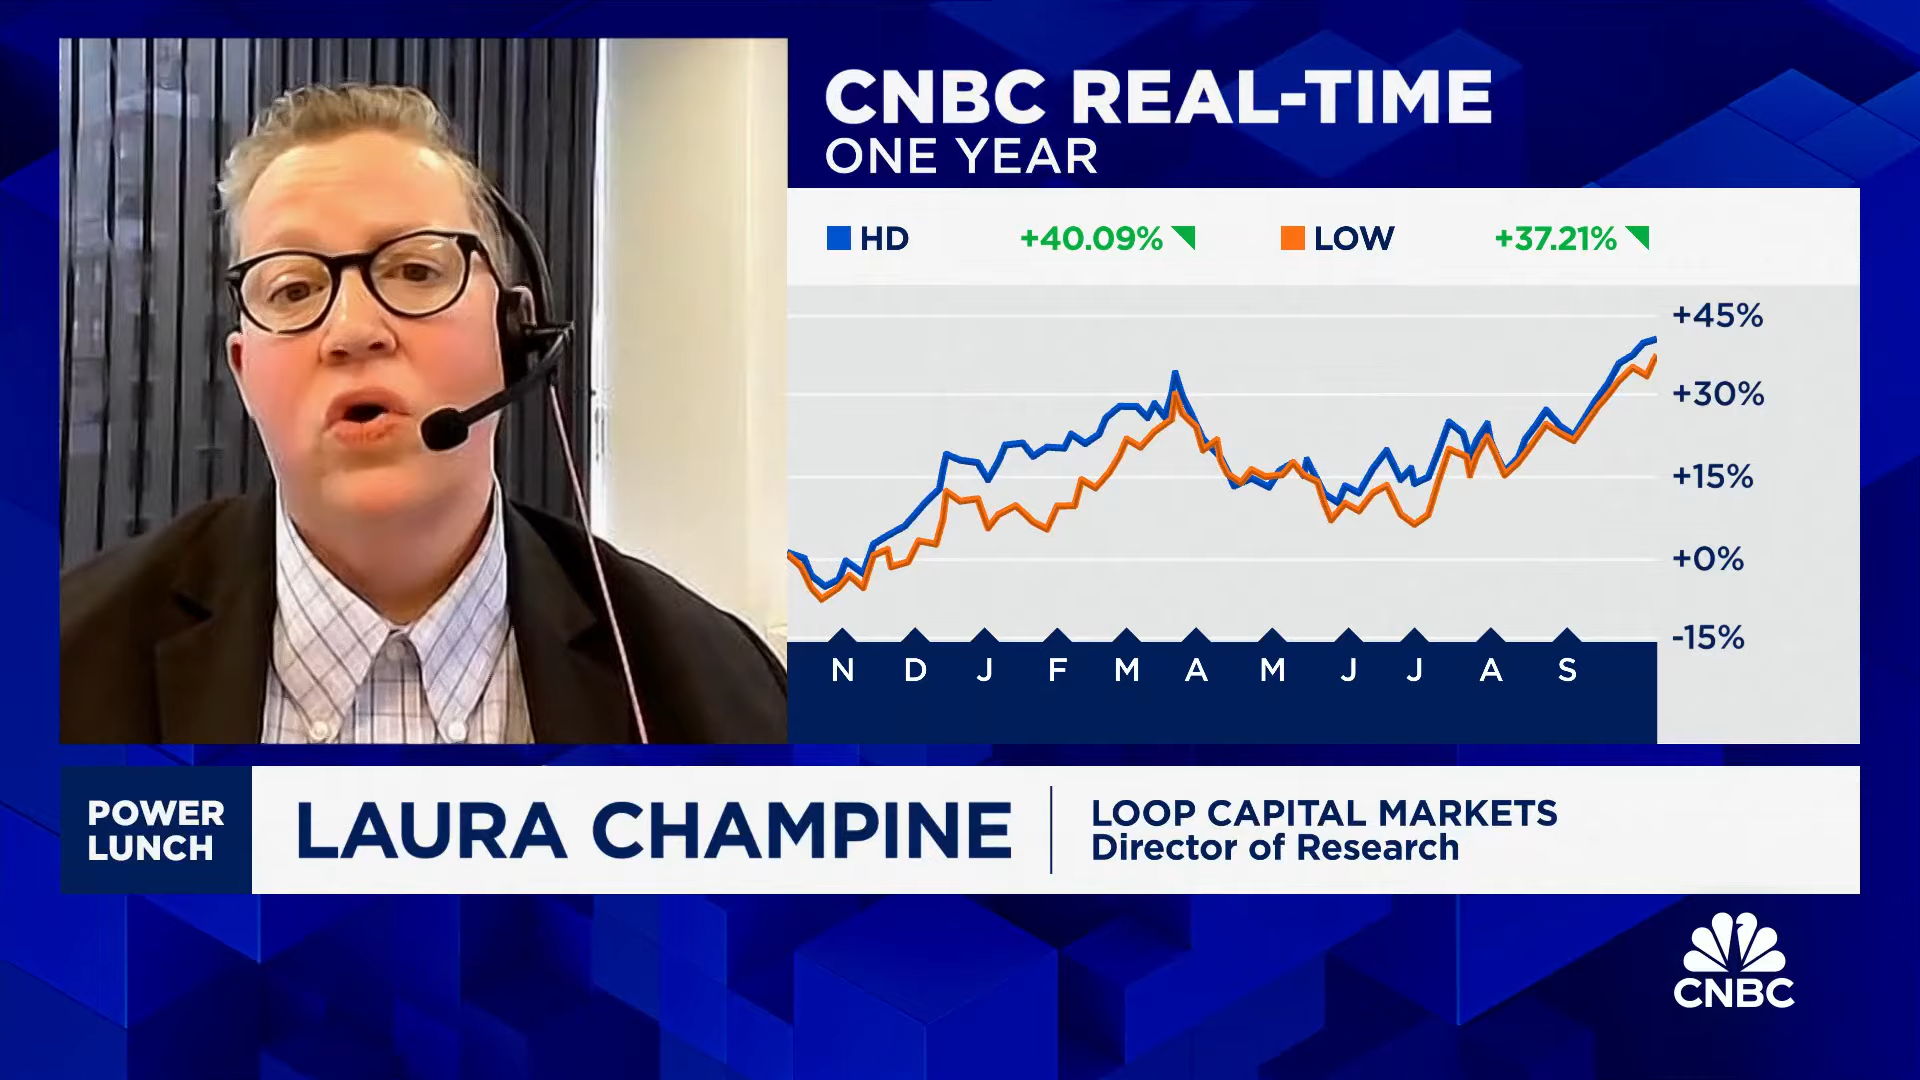 CNBC REAL-TIME
ONE YEAR
HD +40.09% LOW +37.21%
+45%
+30%
+15%
+0%
-15%
N D J F M A M J J A S
POWER
LUNCH
LAURA CHAMPINE
LOOP CAPITAL MARKETS
Director of Research
CNBC